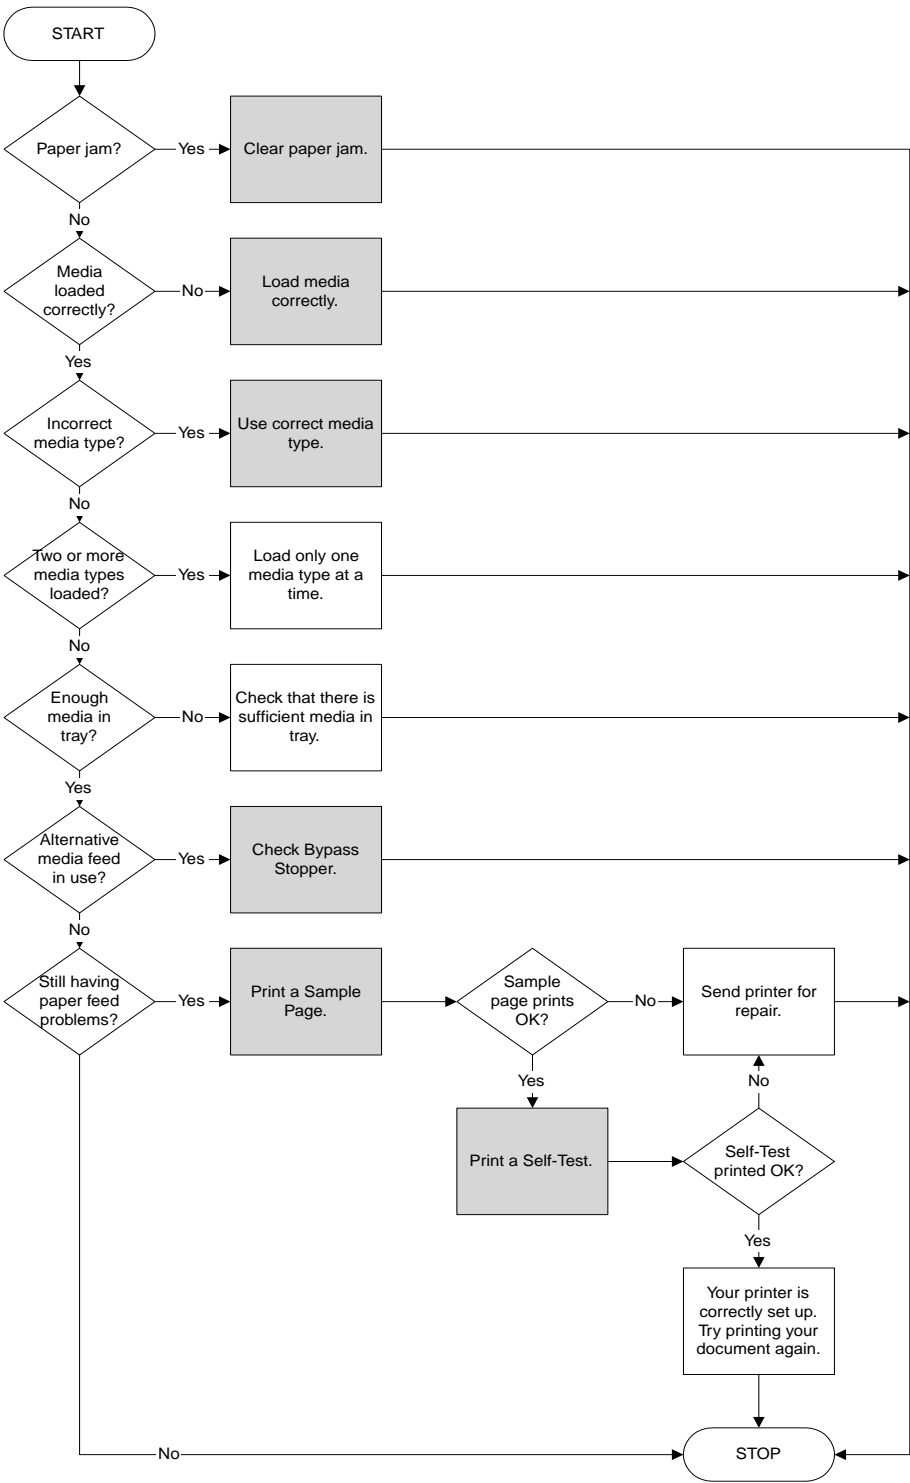 START
Paper jam?
Yes
Clear paper jam.
No
Media
loaded
correctly?
No
Load media
correctly.
Yes
Incorrect
media type?
Yes
Use correct media
type.
No
Two or more
media types
loaded?
Yes
Load only one
media type at a
time.
No
Enough
media in
tray?
No
Check that there is
sufficient media in
tray.
Yes
Alternative
media feed
in use?
Yes
Check Bypass
Stopper.
No
Still having
paper feed
problems?
Yes
Print a Sample
Page.
Sample
page prints
OK?
No
Send printer for
repair.
Yes
No
Print a Self-Test.
Self-Test
printed OK?
Yes
Your printer is
correctly set up.
Try printing your
document again.
No
STOP